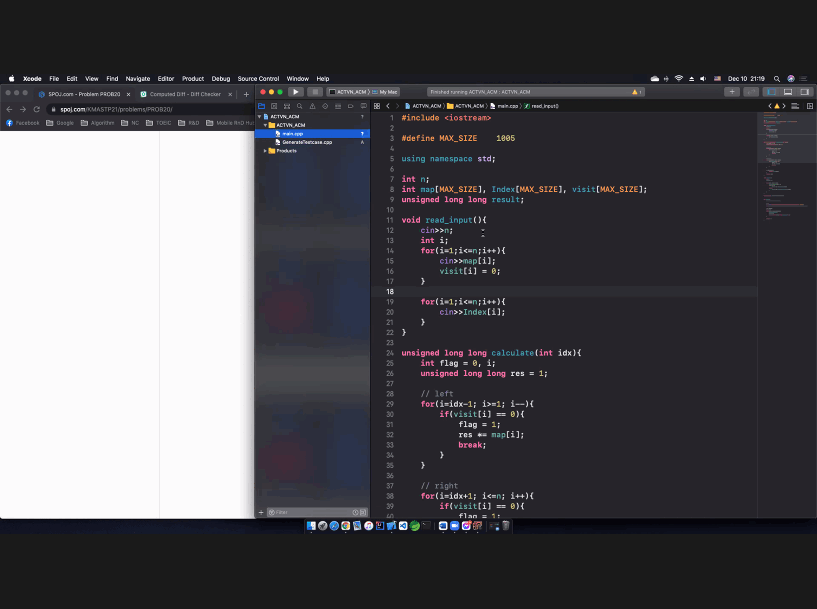 Xcode File Edit View Find Navigate Editor Product Debug Source Control Window Help
Dec 10 21:19
SPOJ.com - Problem PROB20
Computed Diff - Diff Checker
spoj.com/KMASTP21/problems/PROB20/
Facebook Google Algorithm NC TOEIC R&D Mobile RnD Hu
ACTVN_ACM My Mac
Finished running ACTVN_ACM : ACTVN_ACM
1
ACTVN_ACM ACTVN_ACM main.cpp read_input()
ACTVN_ACM ?
ACTVN_ACM
main.cpp ?
GenerateTestcase.cpp A
Products
Filter
1 #include <iostream>
2
3 #define MAX_SIZE 1005
4
5 using namespace std;
6
7 int n;
8 int map[MAX_SIZE], Index[MAX_SIZE], visit[MAX_SIZE];
9 unsigned long long result;
10
11 void read_input(){
12 cin>>n;
13 int i;
14 for(i=1;i<=n;i++){
15 cin>>map[i];
16 visit[i] = 0;
17 }
18
19 for(i=1;i<=n;i++){
20 cin>>Index[i];
21 }
22 }
23
24 unsigned long long calculate(int idx){
25 int flag = 0, i;
26 unsigned long long res = 1;
27
28 // left
29 for(i=idx-1; i>=1; i--){
30 if(visit[i] == 0){
31 flag = 1;
32 res *= map[i];
33 break;
34 }
35 }
36
37 // right
38 for(i=idx+1; i<=n; i++){
39 if(visit[i] == 0){
40 flag = 1;